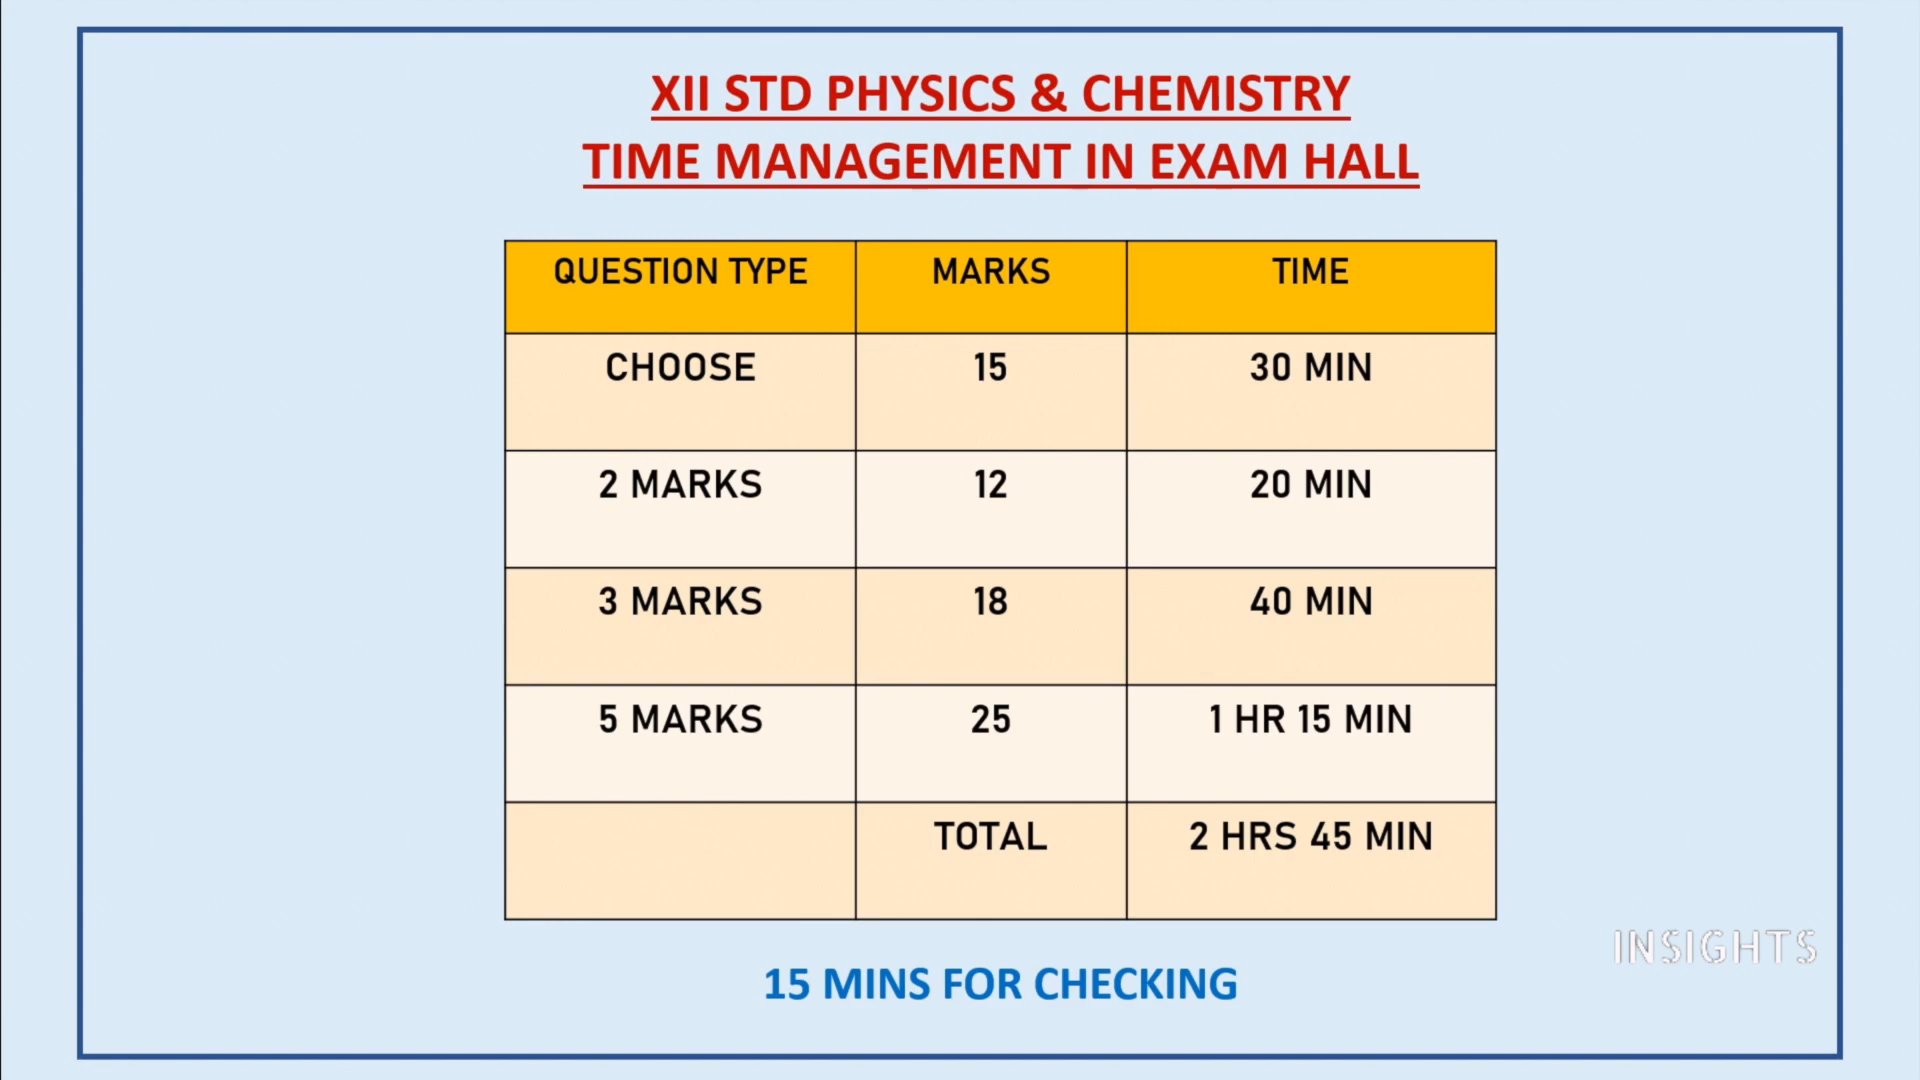 XII STD PHYSICS & CHEMISTRY
TIME MANAGEMENT IN EXAM HALL
QUESTION TYPE MARKS TIME
CHOOSE 15 30 MIN
2 MARKS 12 20 MIN
3 MARKS 18 40 MIN
5 MARKS 25 1 HR 15 MIN
TOTAL 2 HRS 45 MIN
INSIGHTS
15 MINS FOR CHECKING